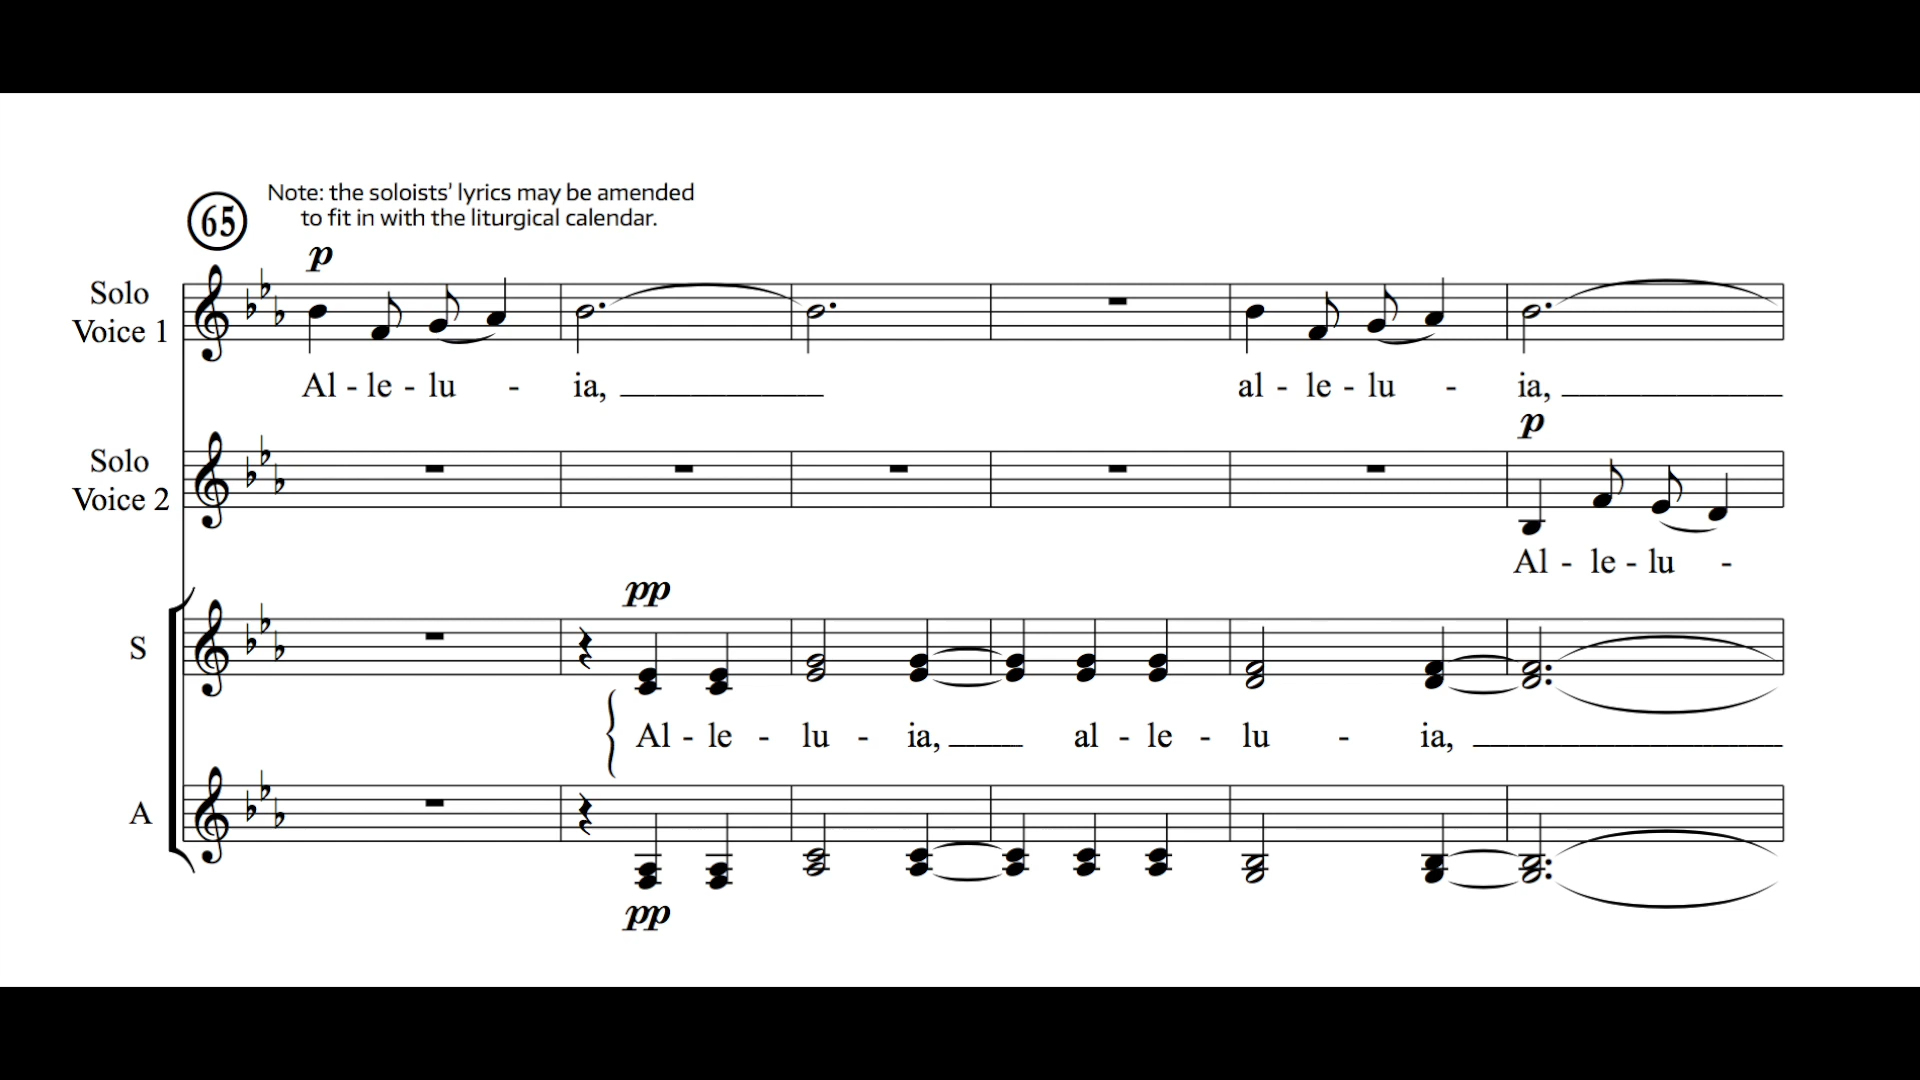 65
Note: the soloists’ lyrics may be amended
to fit in with the liturgical calendar.
p
Solo
Voice 1
Al - le - lu - ia, al - le - lu - ia,
p
Solo
Voice 2
Al - le - lu -
pp
S
Al - le - lu - ia, al - le - lu - ia,
A
pp